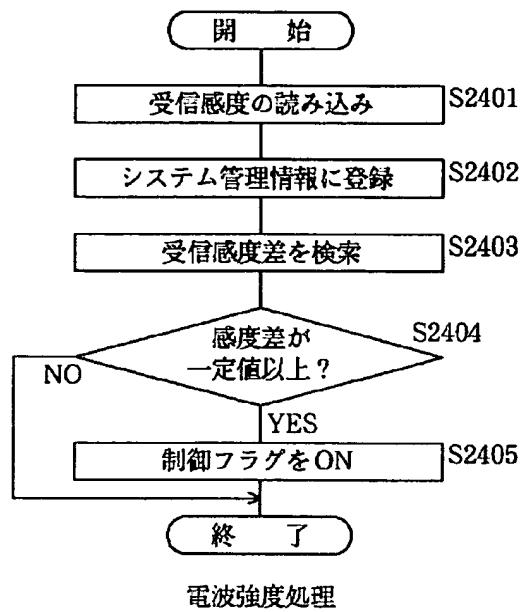 開 始
受信感度の読み込み S2401
システム管理情報に登録 S2402
受信感度差を検索 S2403
感度差が S2404
一定値以上？
NO
YES
制御フラグをON S2405
終 了
電波強度処理